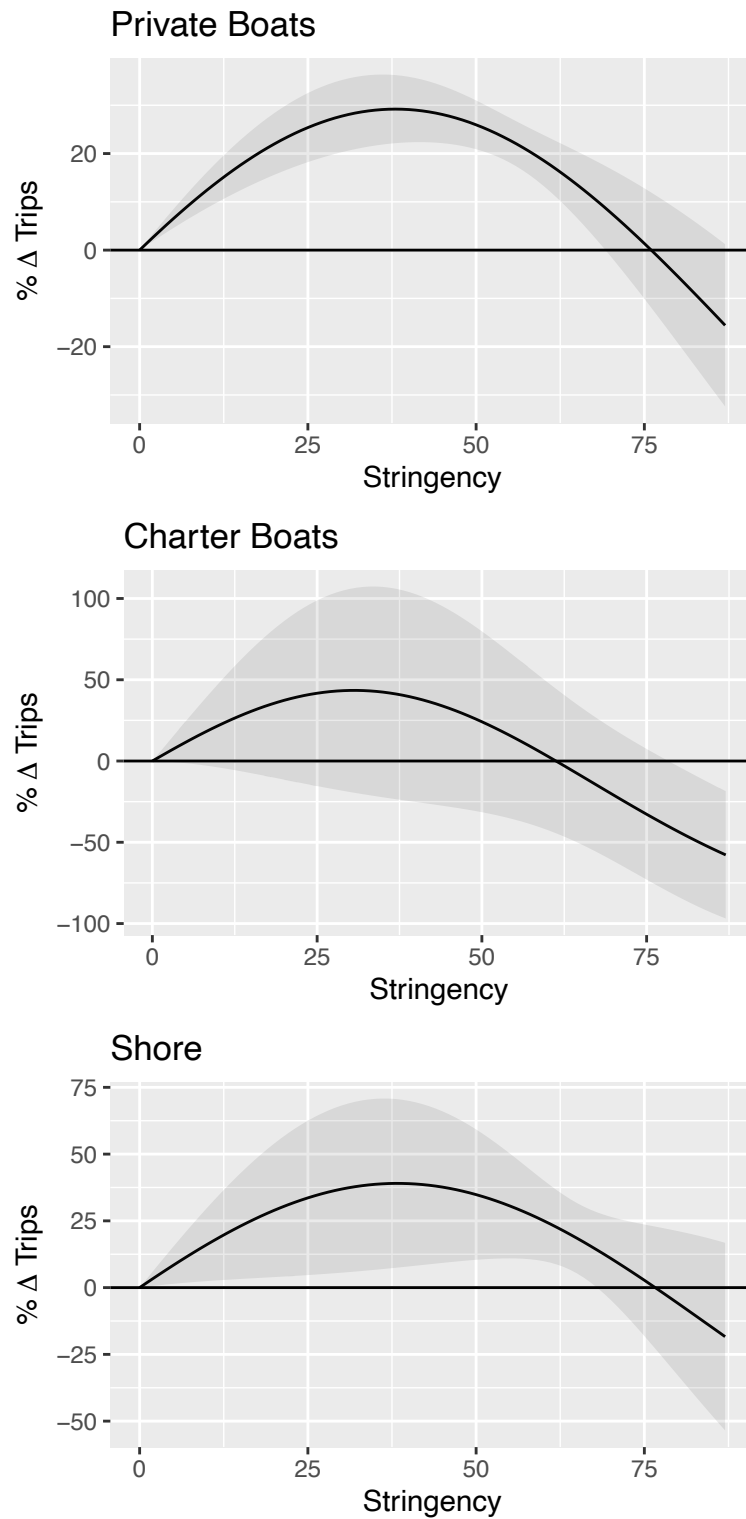 Private Boats
% Δ Trips
20
0
−20
0 25 50 75
Stringency
Charter Boats
% Δ Trips
100
50
0
−50
−100
0 25 50 75
Stringency
Shore
% Δ Trips
75
50
25
0
−25
−50
0 25 50 75
Stringency